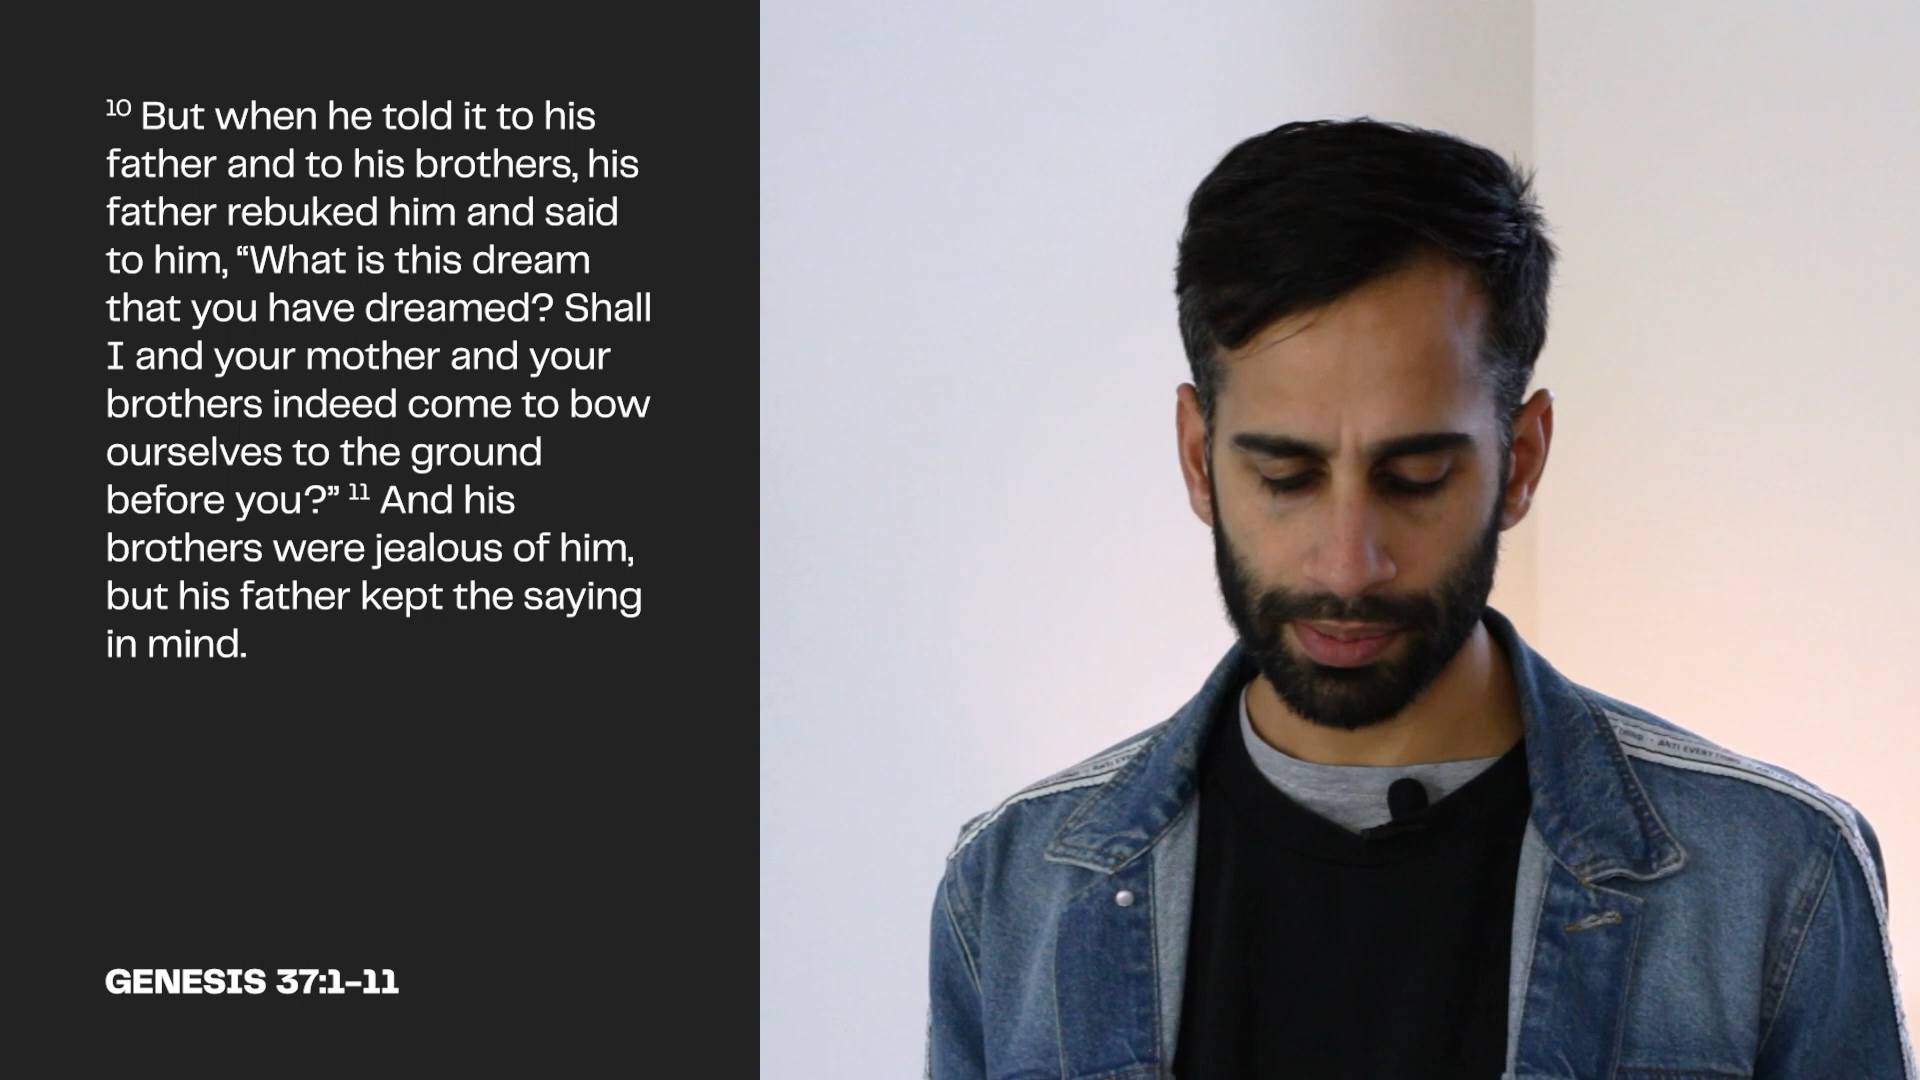 10 But when he told it to his
father and to his brothers, his
father rebuked him and said
to him, “What is this dream
that you have dreamed? Shall
I and your mother and your
brothers indeed come to bow
ourselves to the ground
before you?” 11 And his
brothers were jealous of him,
but his father kept the saying
in mind.
GENESIS 37:1–11
ANTI EVERYTHING